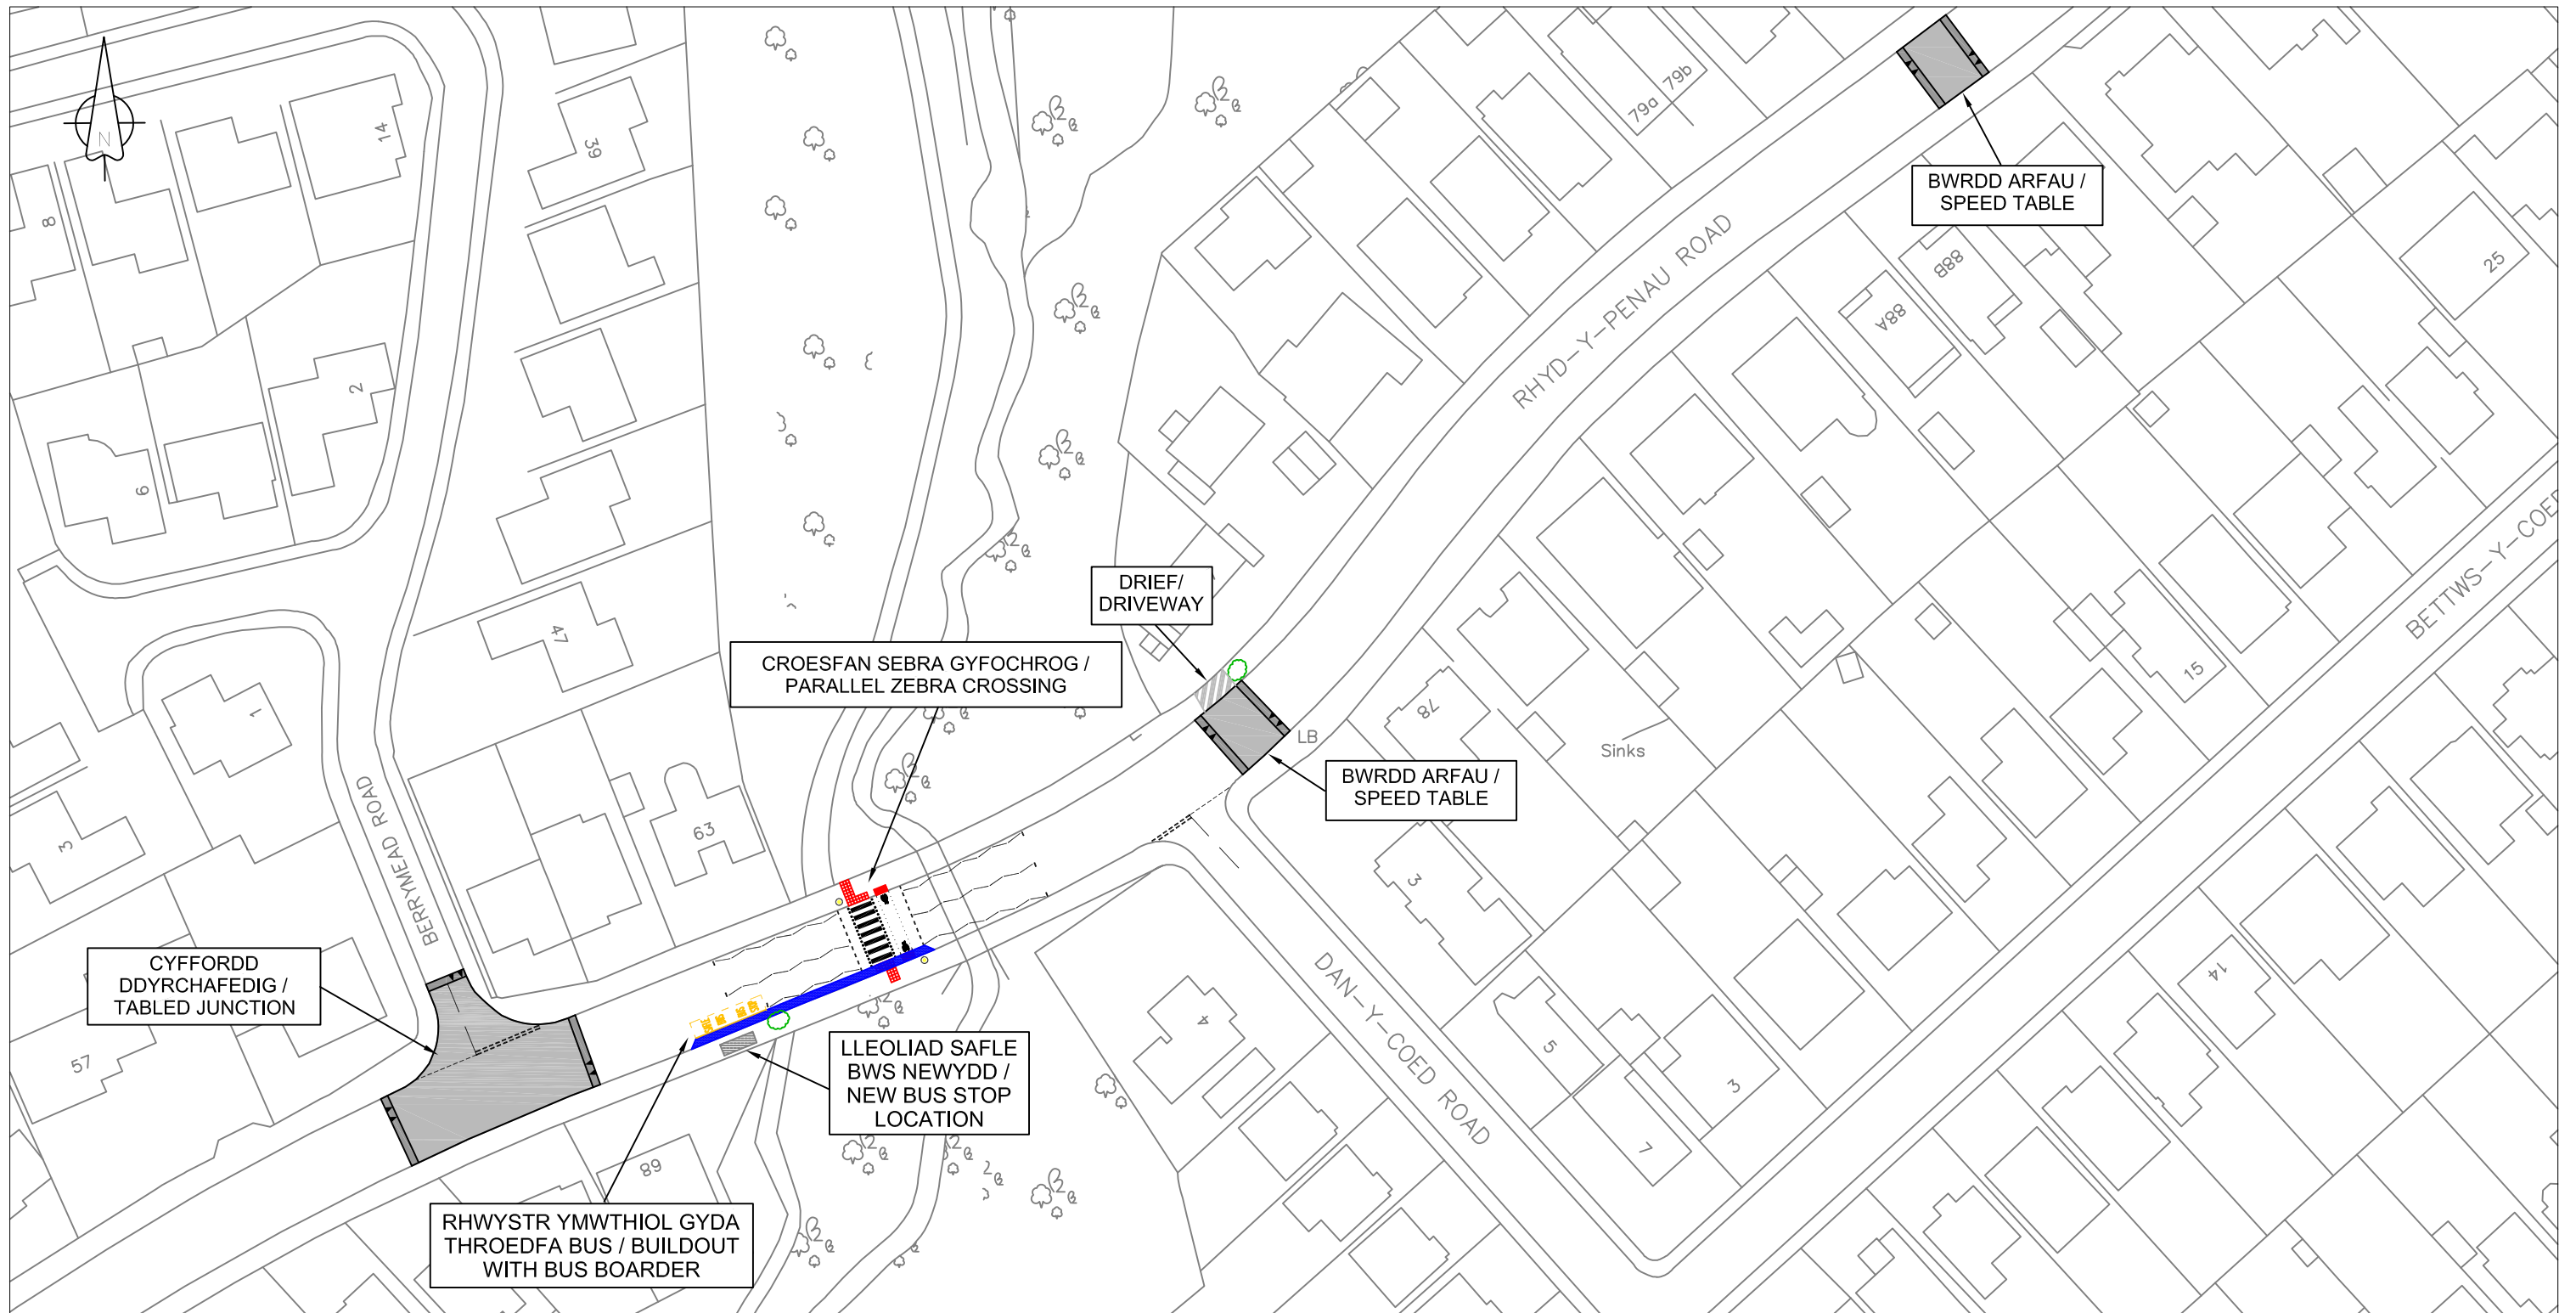 N
14
39
8
2
6
47
1
3
63
57
89
79a
79b
88B
88A
25
78
15
3
4
5
3
7
14
LB
Sinks
BWRDD ARFAU /
SPEED TABLE
RHYD-Y-PENAU ROAD
BETTWS-Y-COED
DRIEF/
DRIVEWAY
CROESFAN SEBRA GYFOCHROG /
PARALLEL ZEBRA CROSSING
BWRDD ARFAU /
SPEED TABLE
BERRYMEAD ROAD
CYFFORDD
DDYRCHAFEDIG /
TABLED JUNCTION
DAN-Y-COED ROAD
LLEOLIAD SAFLE
BWS NEWYDD /
NEW BUS STOP
LOCATION
RHWYSTR YMWTHIOL GYDA
THROEDFA BUS / BUILDOUT
WITH BUS BOARDER